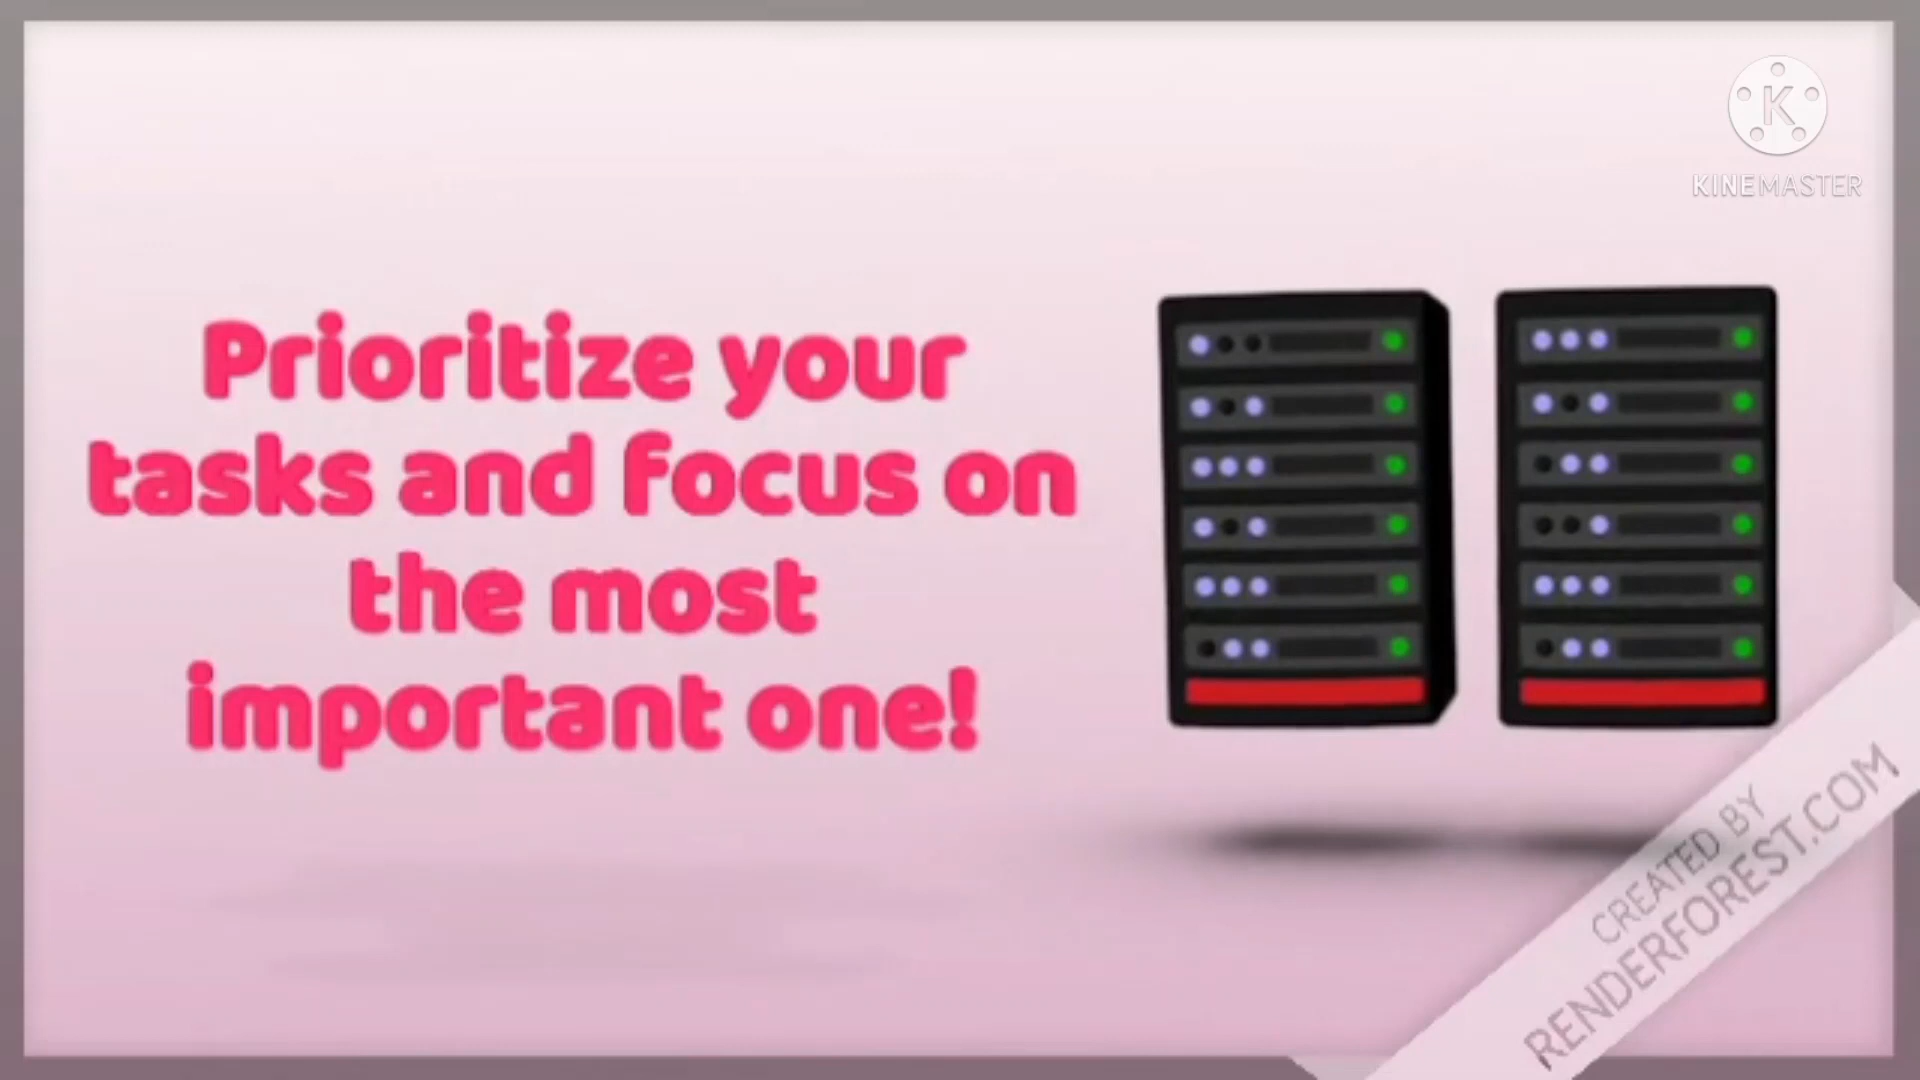 K
KINEMASTER
Prioritize your
tasks and focus on
the most
important one!
CREATED BY
RENDERFOREST.COM